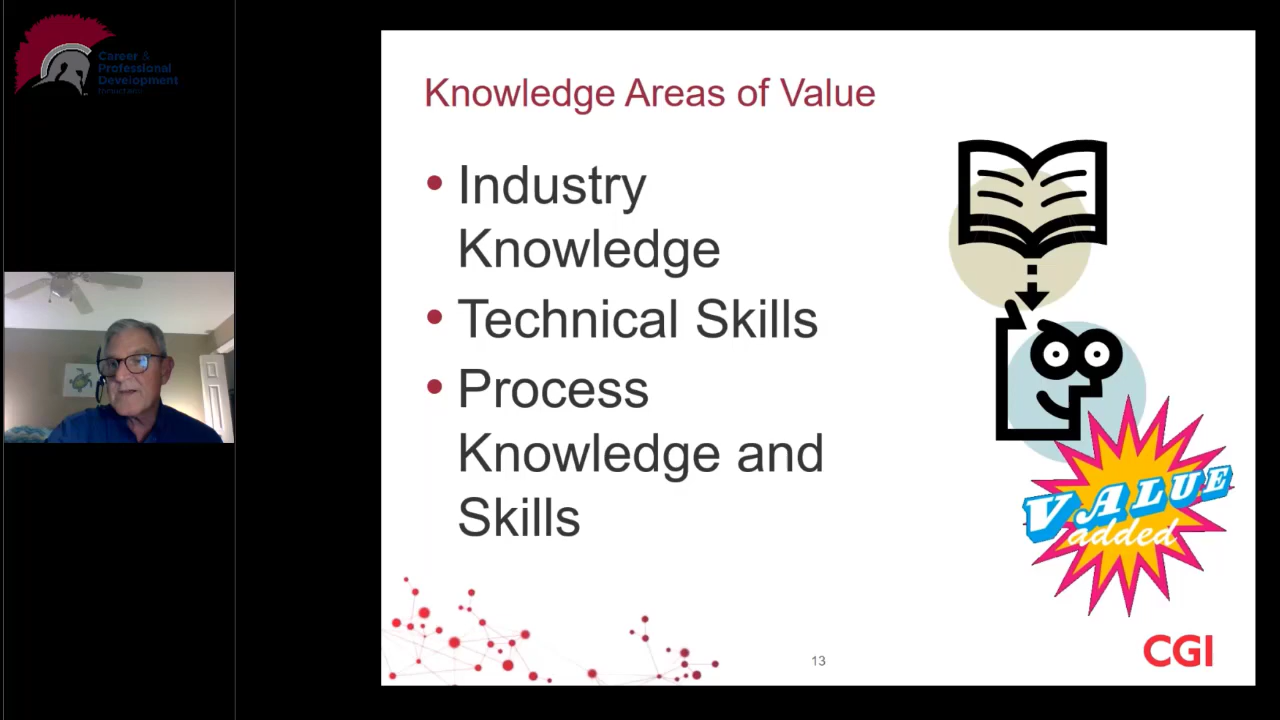 Career &
Professional
Development
Knowledge Areas of Value
• Industry
Knowledge
• Technical Skills
• Process
Knowledge and
Skills
VALUE
added
13
CGI